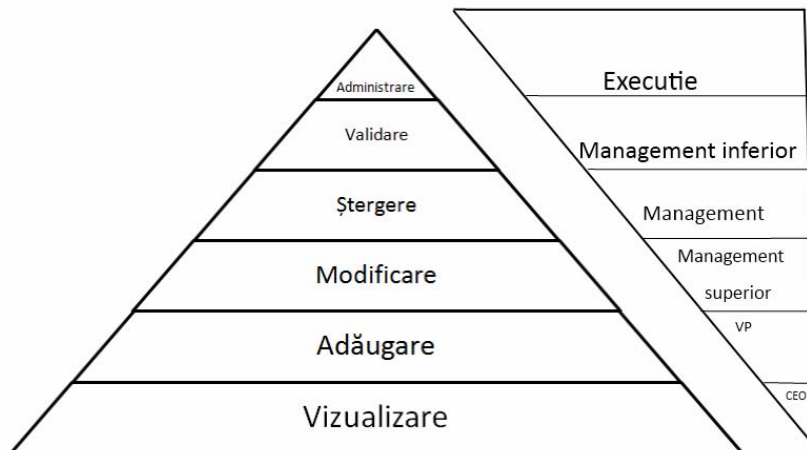 Administrare
Validare
Ștergere
Modificare
Adăugare
Vizualizare
Executie
Management inferior
Management
Management
superior
VP
CEO